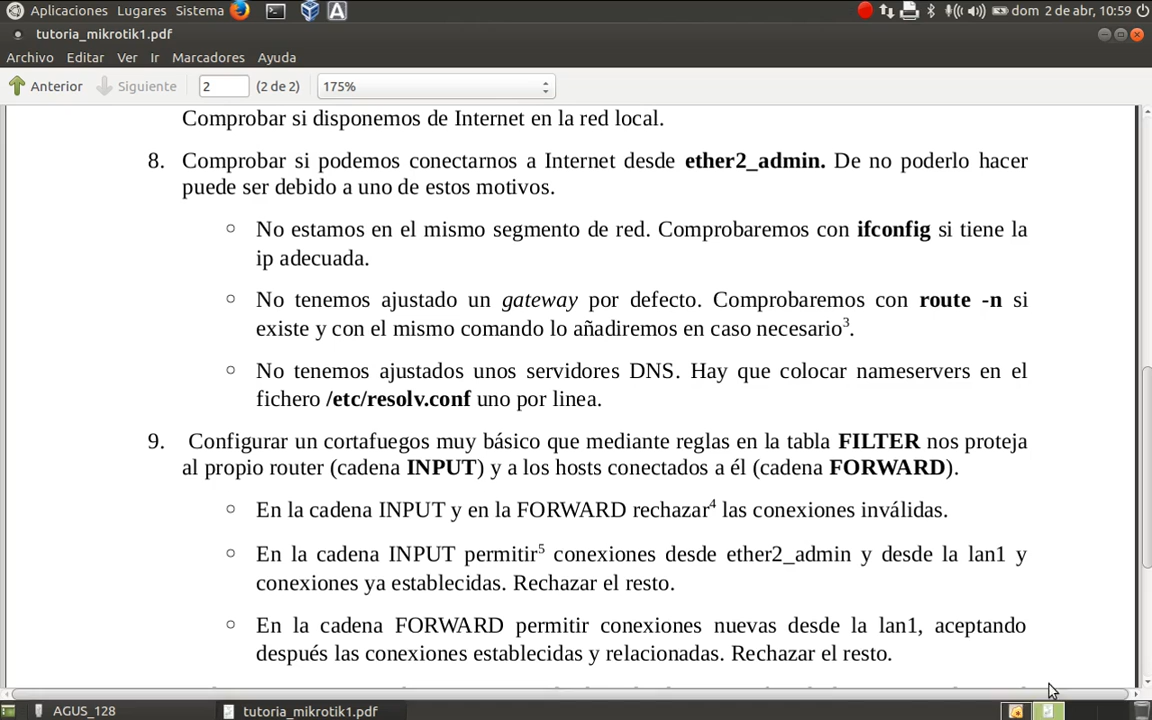 Aplicaciones Lugares Sistema dom 2 de abr, 10:59
tutoria_mikrotik1.pdf
Archivo Editar Ver Ir Marcadores Ayuda
Anterior Siguiente 2 (2 de 2) 175%
Comprobar si disponemos de Internet en la red local.
8. Comprobar si podemos conectarnos a Internet desde ether2_admin. De no poderlo hacer
puede ser debido a uno de estos motivos.
◦ No estamos en el mismo segmento de red. Comprobaremos con ifconfig si tiene la
ip adecuada.
◦ No tenemos ajustado un gateway por defecto. Comprobaremos con route -n si
existe y con el mismo comando lo añadiremos en caso necesario3.
◦ No tenemos ajustados unos servidores DNS. Hay que colocar nameservers en el
fichero /etc/resolv.conf uno por linea.
9. Configurar un cortafuegos muy básico que mediante reglas en la tabla FILTER nos proteja
al propio router (cadena INPUT) y a los hosts conectados a él (cadena FORWARD).
◦ En la cadena INPUT y en la FORWARD rechazar4 las conexiones inválidas.
◦ En la cadena INPUT permitir5 conexiones desde ether2_admin y desde la lan1 y
conexiones ya establecidas. Rechazar el resto.
◦ En la cadena FORWARD permitir conexiones nuevas desde la lan1, aceptando
después las conexiones establecidas y relacionadas. Rechazar el resto.
AGUS_128 tutoria_mikrotik1.pdf